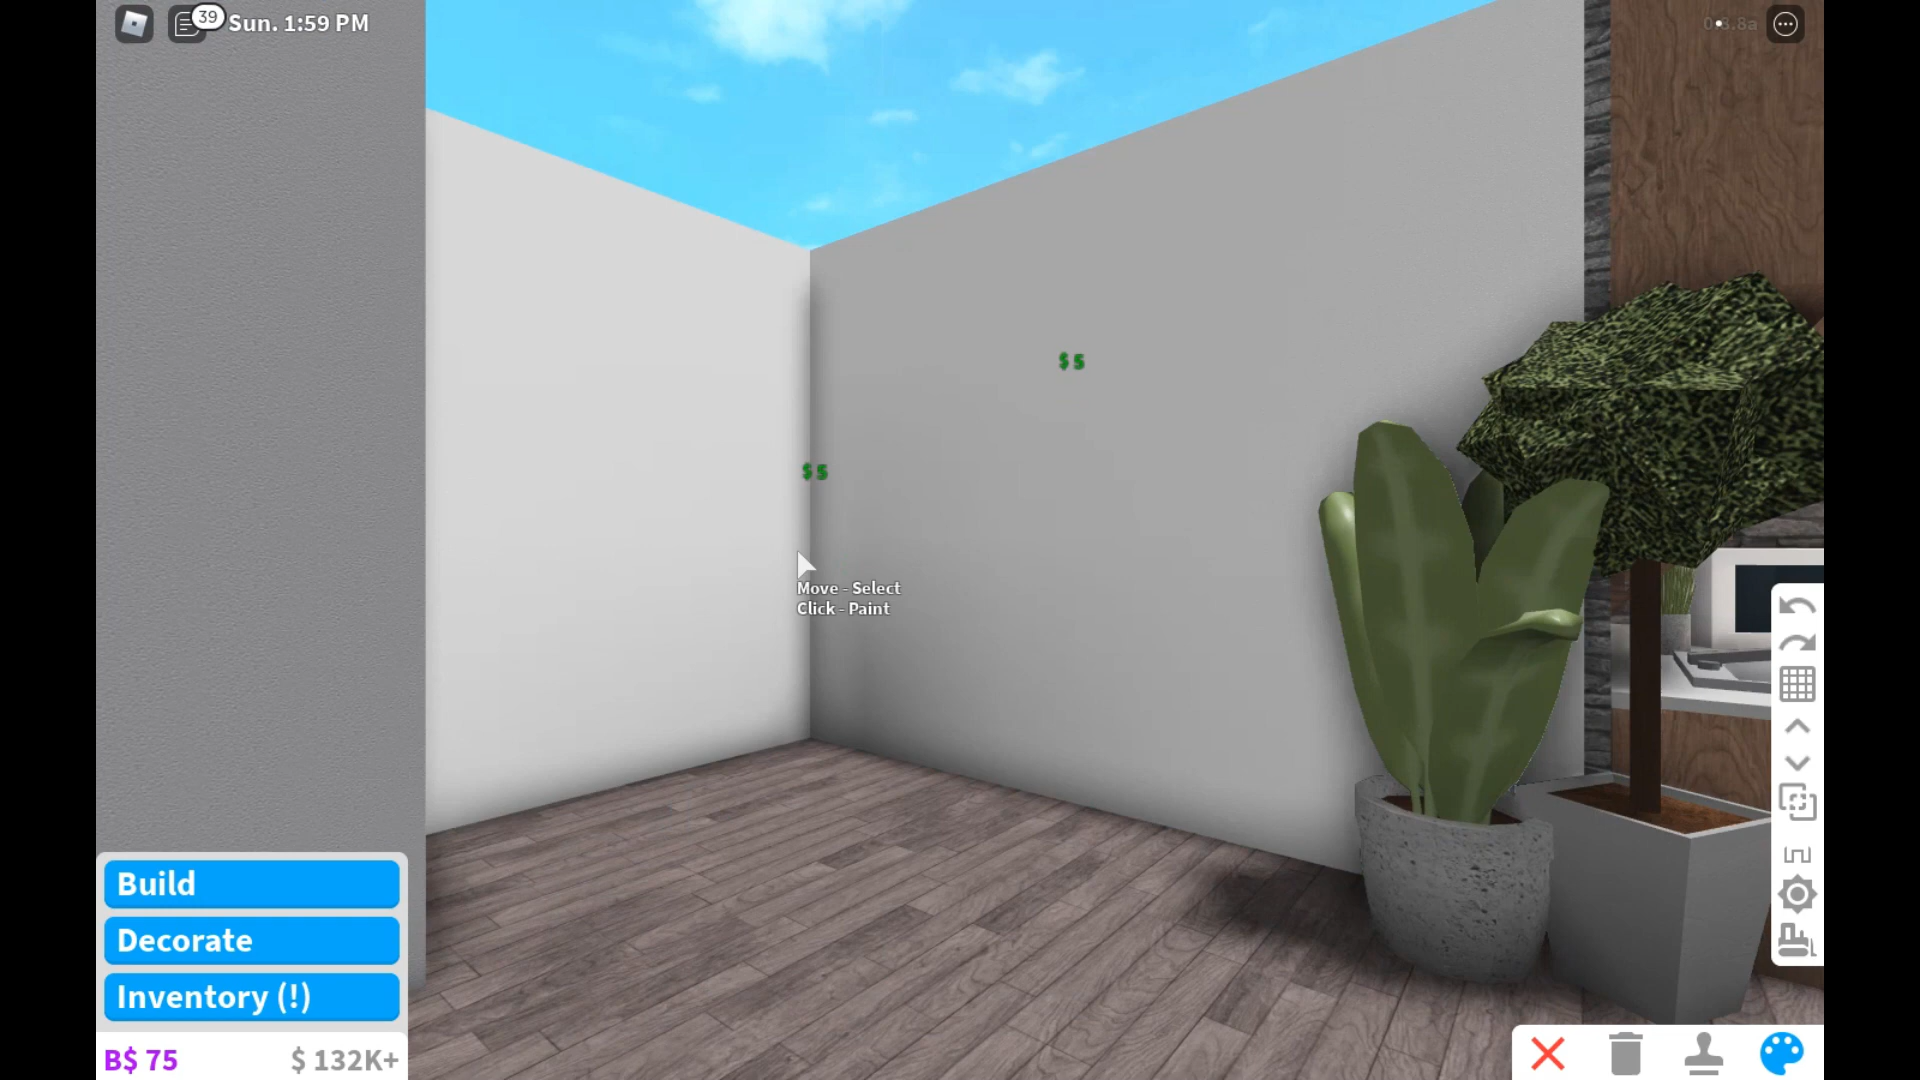 39
Sun. 1:59 PM
$ 5
$ 5
Move - Select
Click - Paint
Build
Decorate
Inventory (!)
B$ 75
$ 132K+